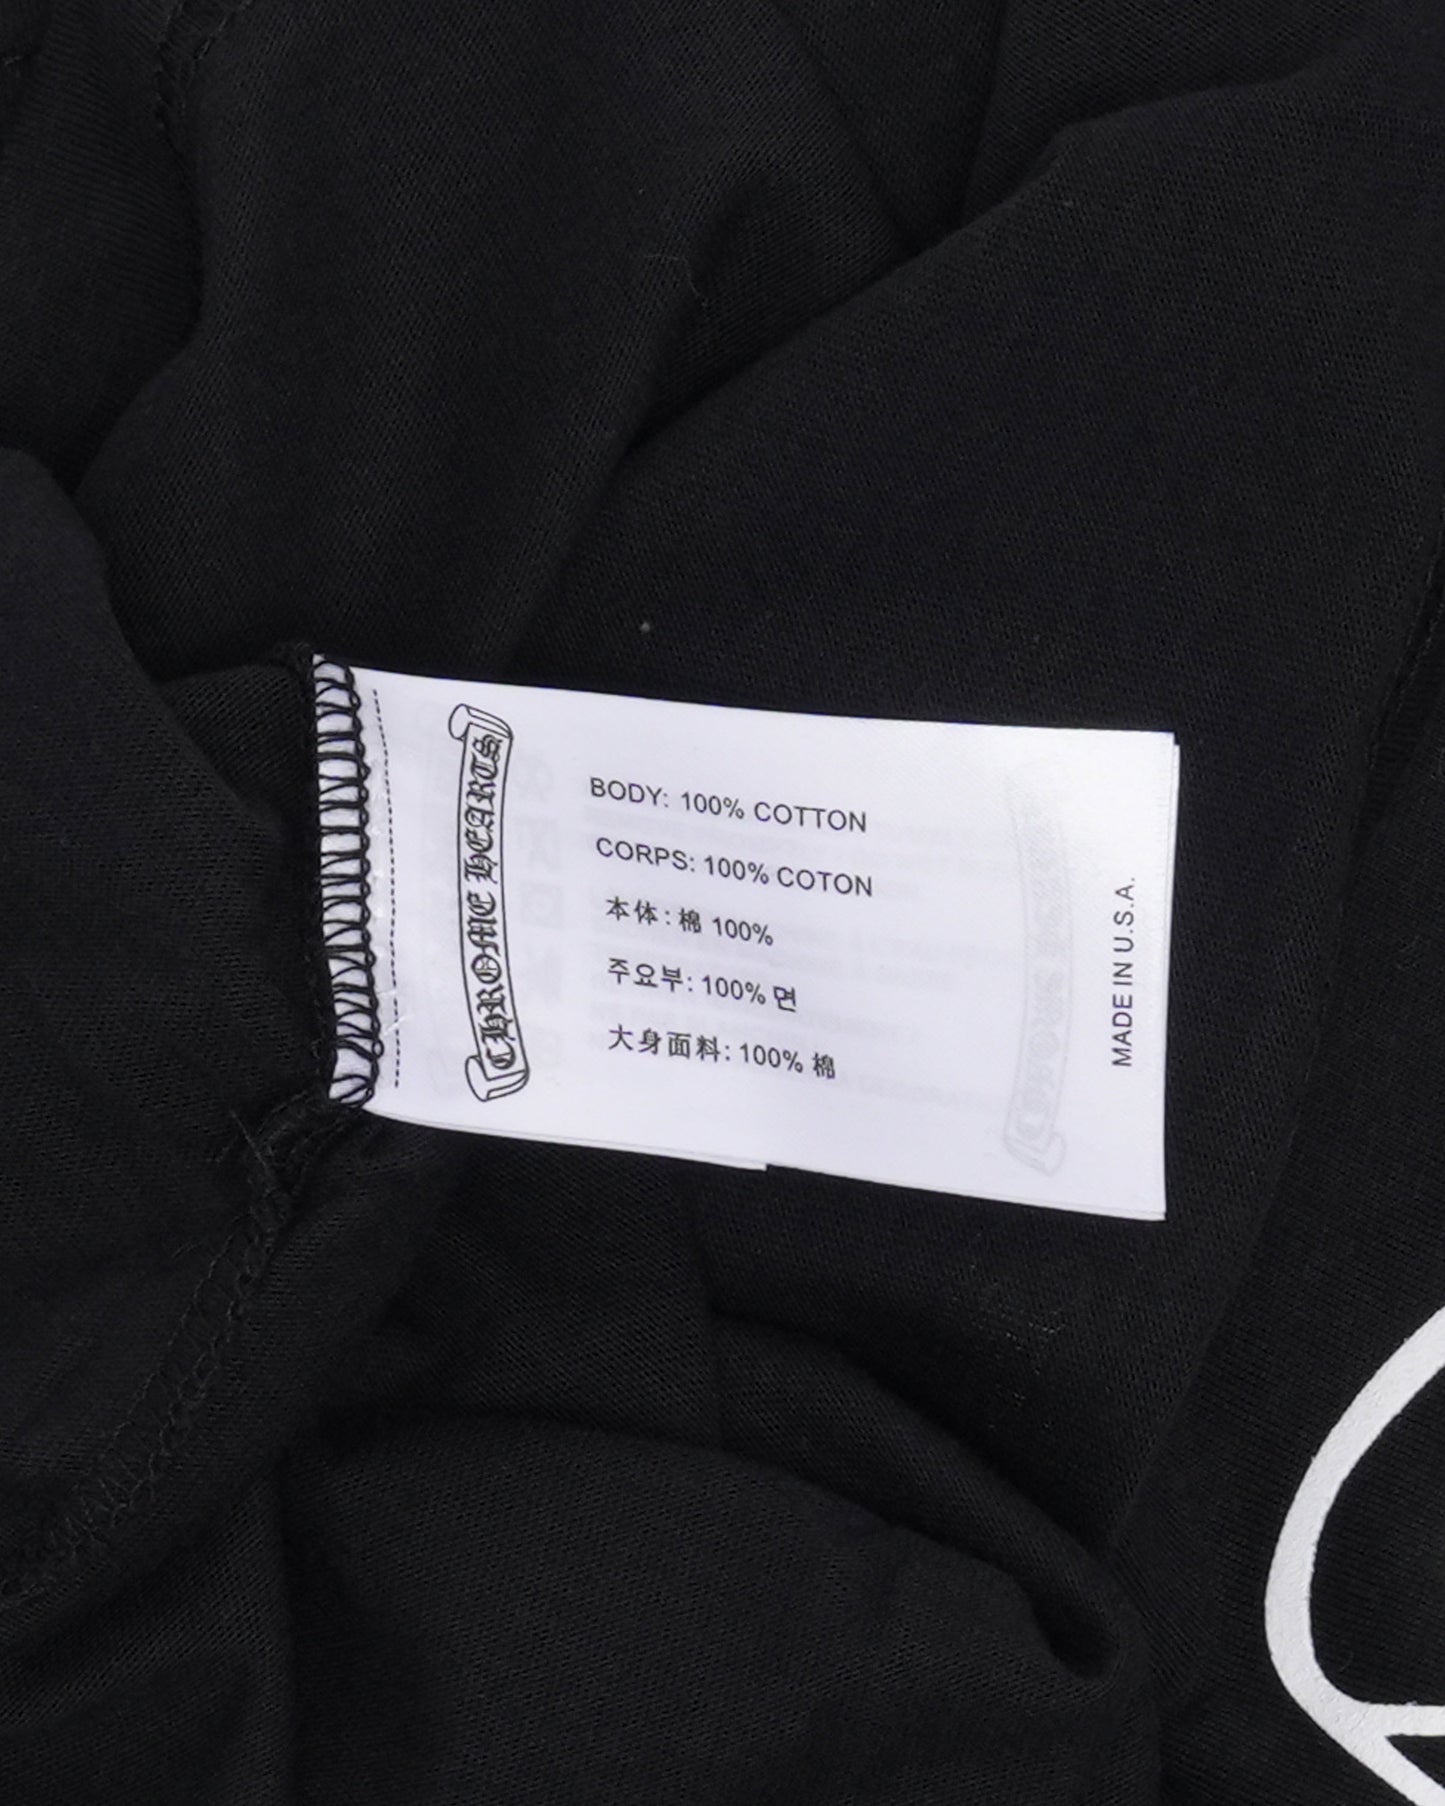 CHROME HEARTS
BODY: 100% COTTON
CORPS: 100% COTON
本体: 棉 100%
주요부: 100% 면
大身面料: 100% 棉
MADE IN U.S.A.